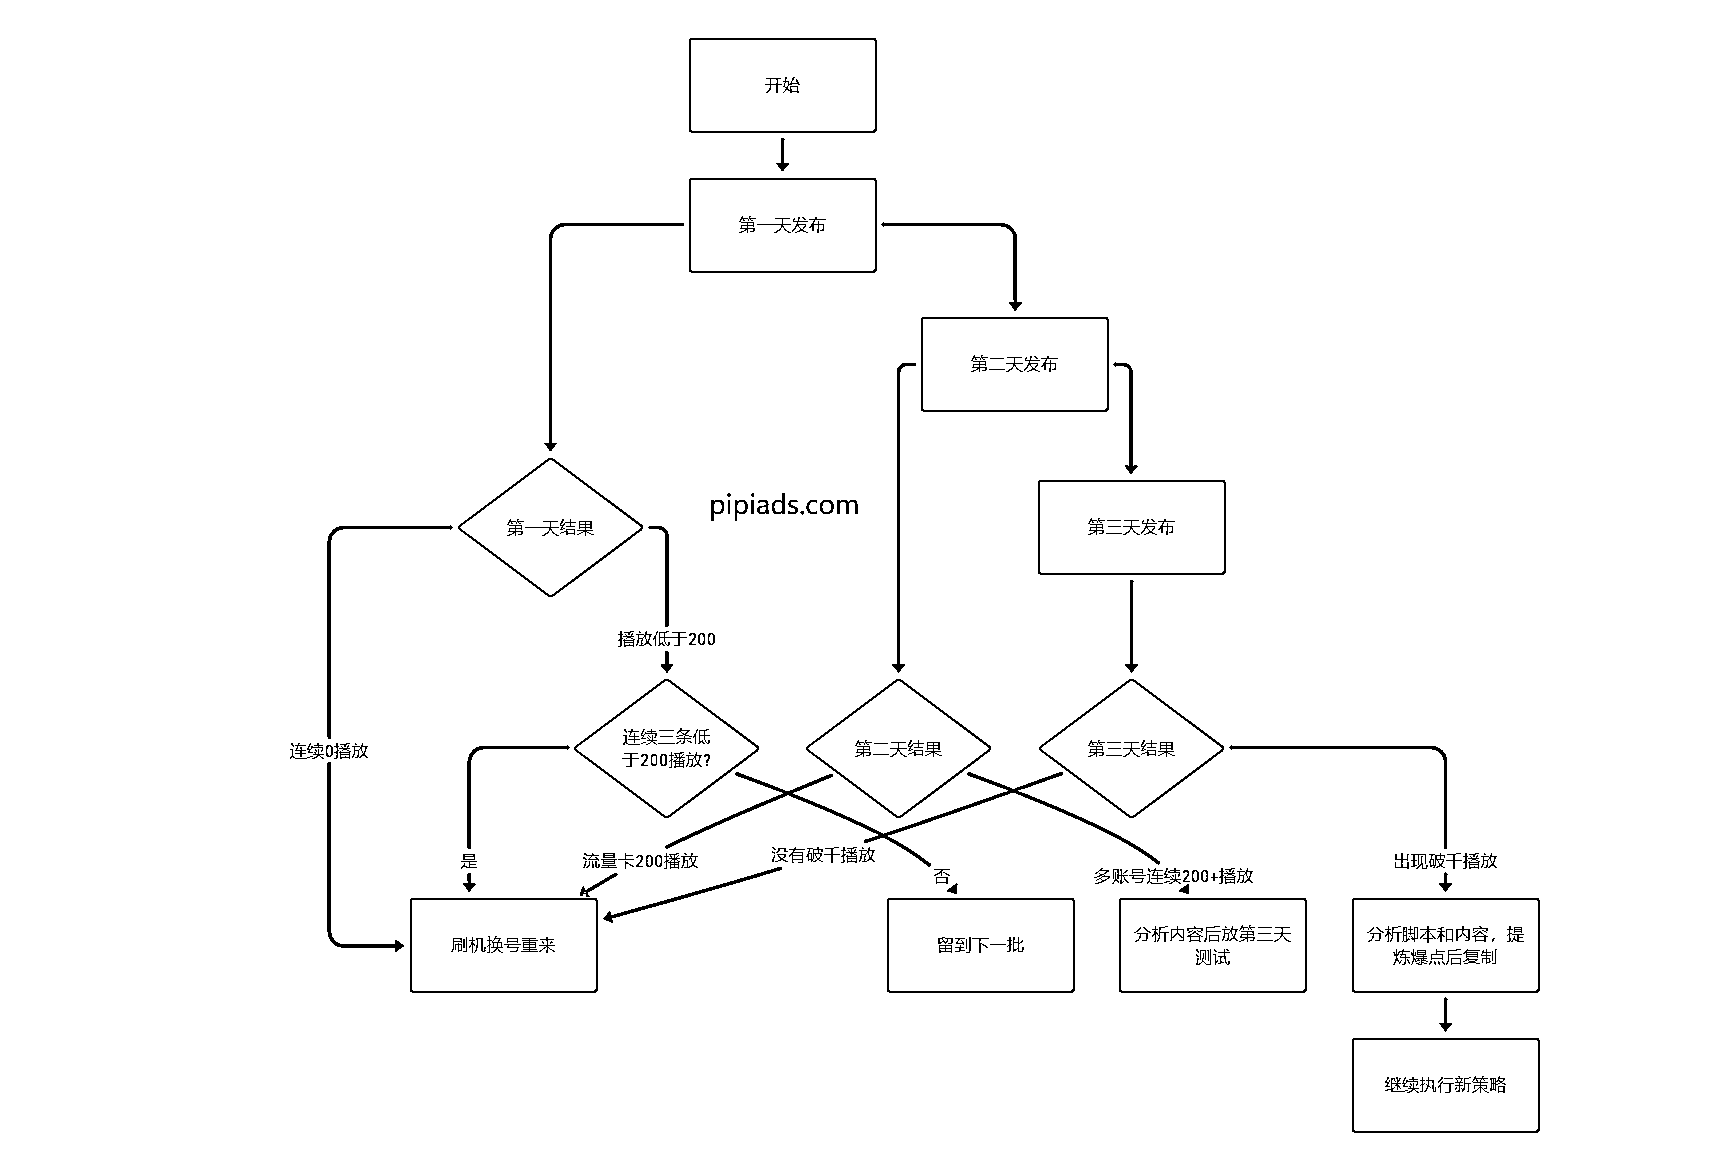 开始
第一天发布
第二天发布
pipiads.com
第一天结果
第三天发布
播放低于200
连续三条低
于200播放?
第二天结果
第三天结果
连续0播放
是
流量卡200播放
没有破千播放
否
多账号连续200+播放
出现破千播放
刷机换号重来
留到下一批
分析内容后放第三天
测试
分析脚本和内容，提
炼爆点后复制
继续执行新策略